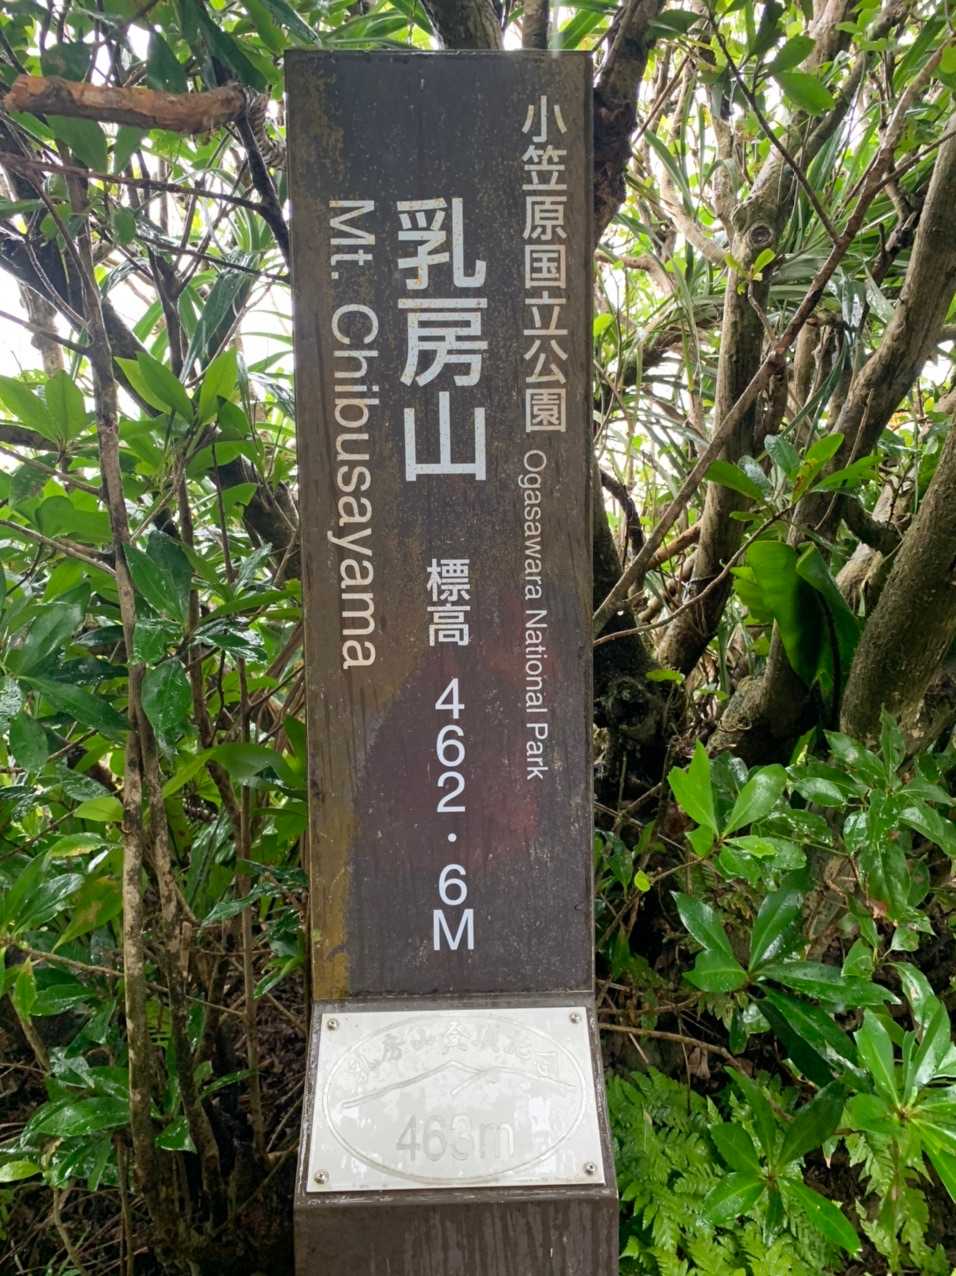 小笠原国立公園 Ogasawara National Park
乳房山 標高 462・6M
Mt. Chibusayama
463m